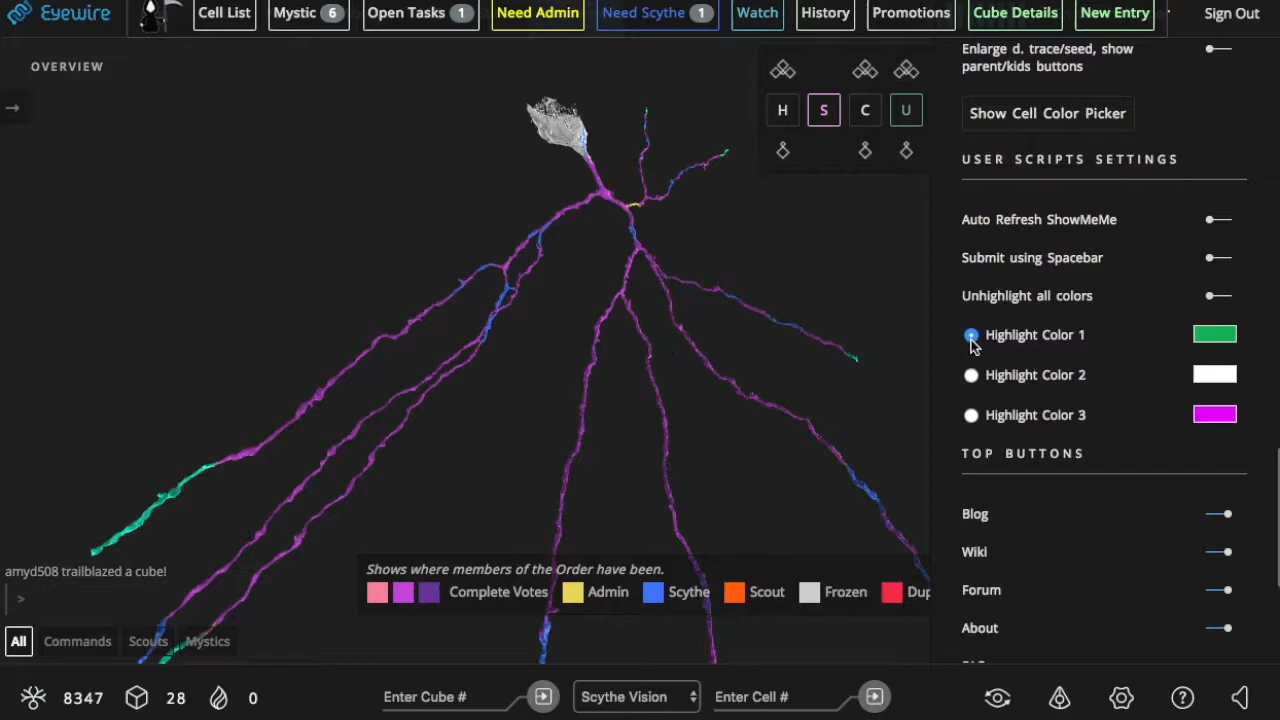 Eyewire
Cell List
Mystic 6
Open Tasks 1
Need Admin
Need Scythe 1
Watch
History
Promotions
Cube Details
New Entry
Sign Out
OVERVIEW
H S C U
Enlarge d. trace/seed, show
parent/kids buttons
Show Cell Color Picker
USER SCRIPTS SETTINGS
Auto Refresh ShowMeMe
Submit using Spacebar
Unhighlight all colors
Highlight Color 1
Highlight Color 2
Highlight Color 3
TOP BUTTONS
Blog
Wiki
Forum
About
amyd508 trailblazed a cube!
>
All Commands Scouts Mystics
Shows where members of the Order have been.
Complete Votes Admin Scythe Scout Frozen Dup
8347 28 0
Enter Cube #
Scythe Vision
Enter Cell #